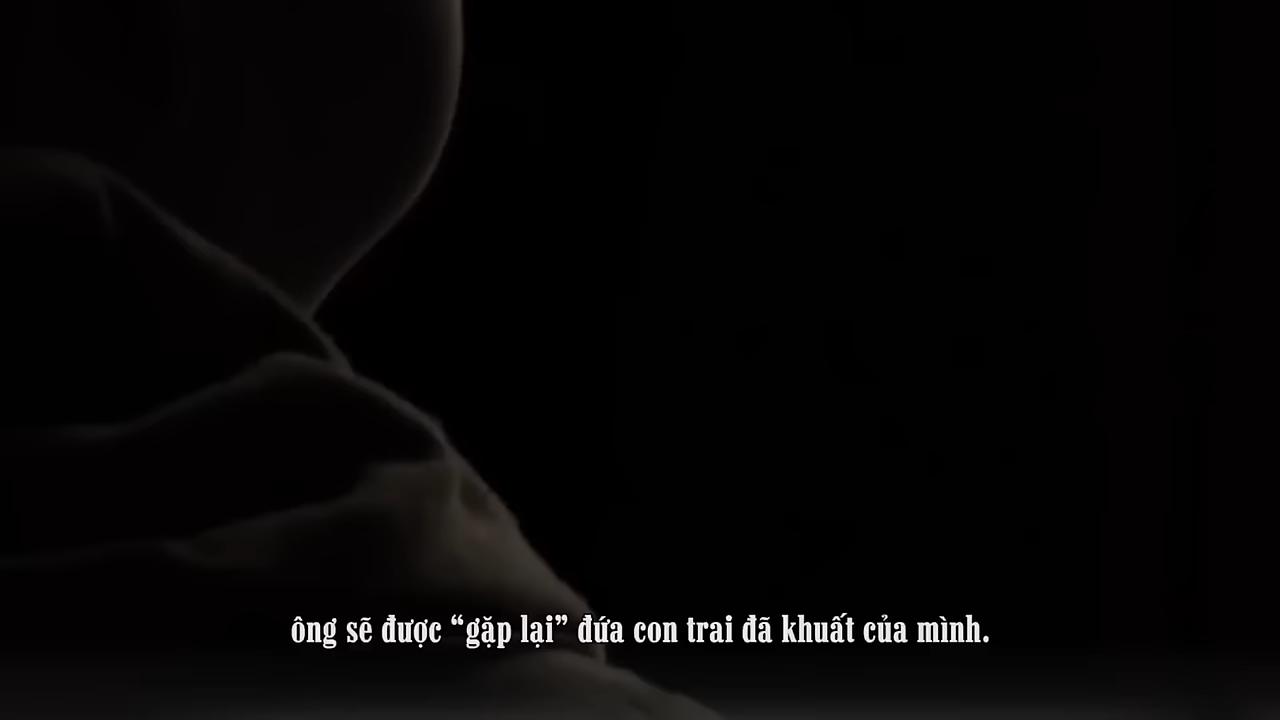 ông sẽ được “gặp lại” đứa con trai đã khuất của mình.